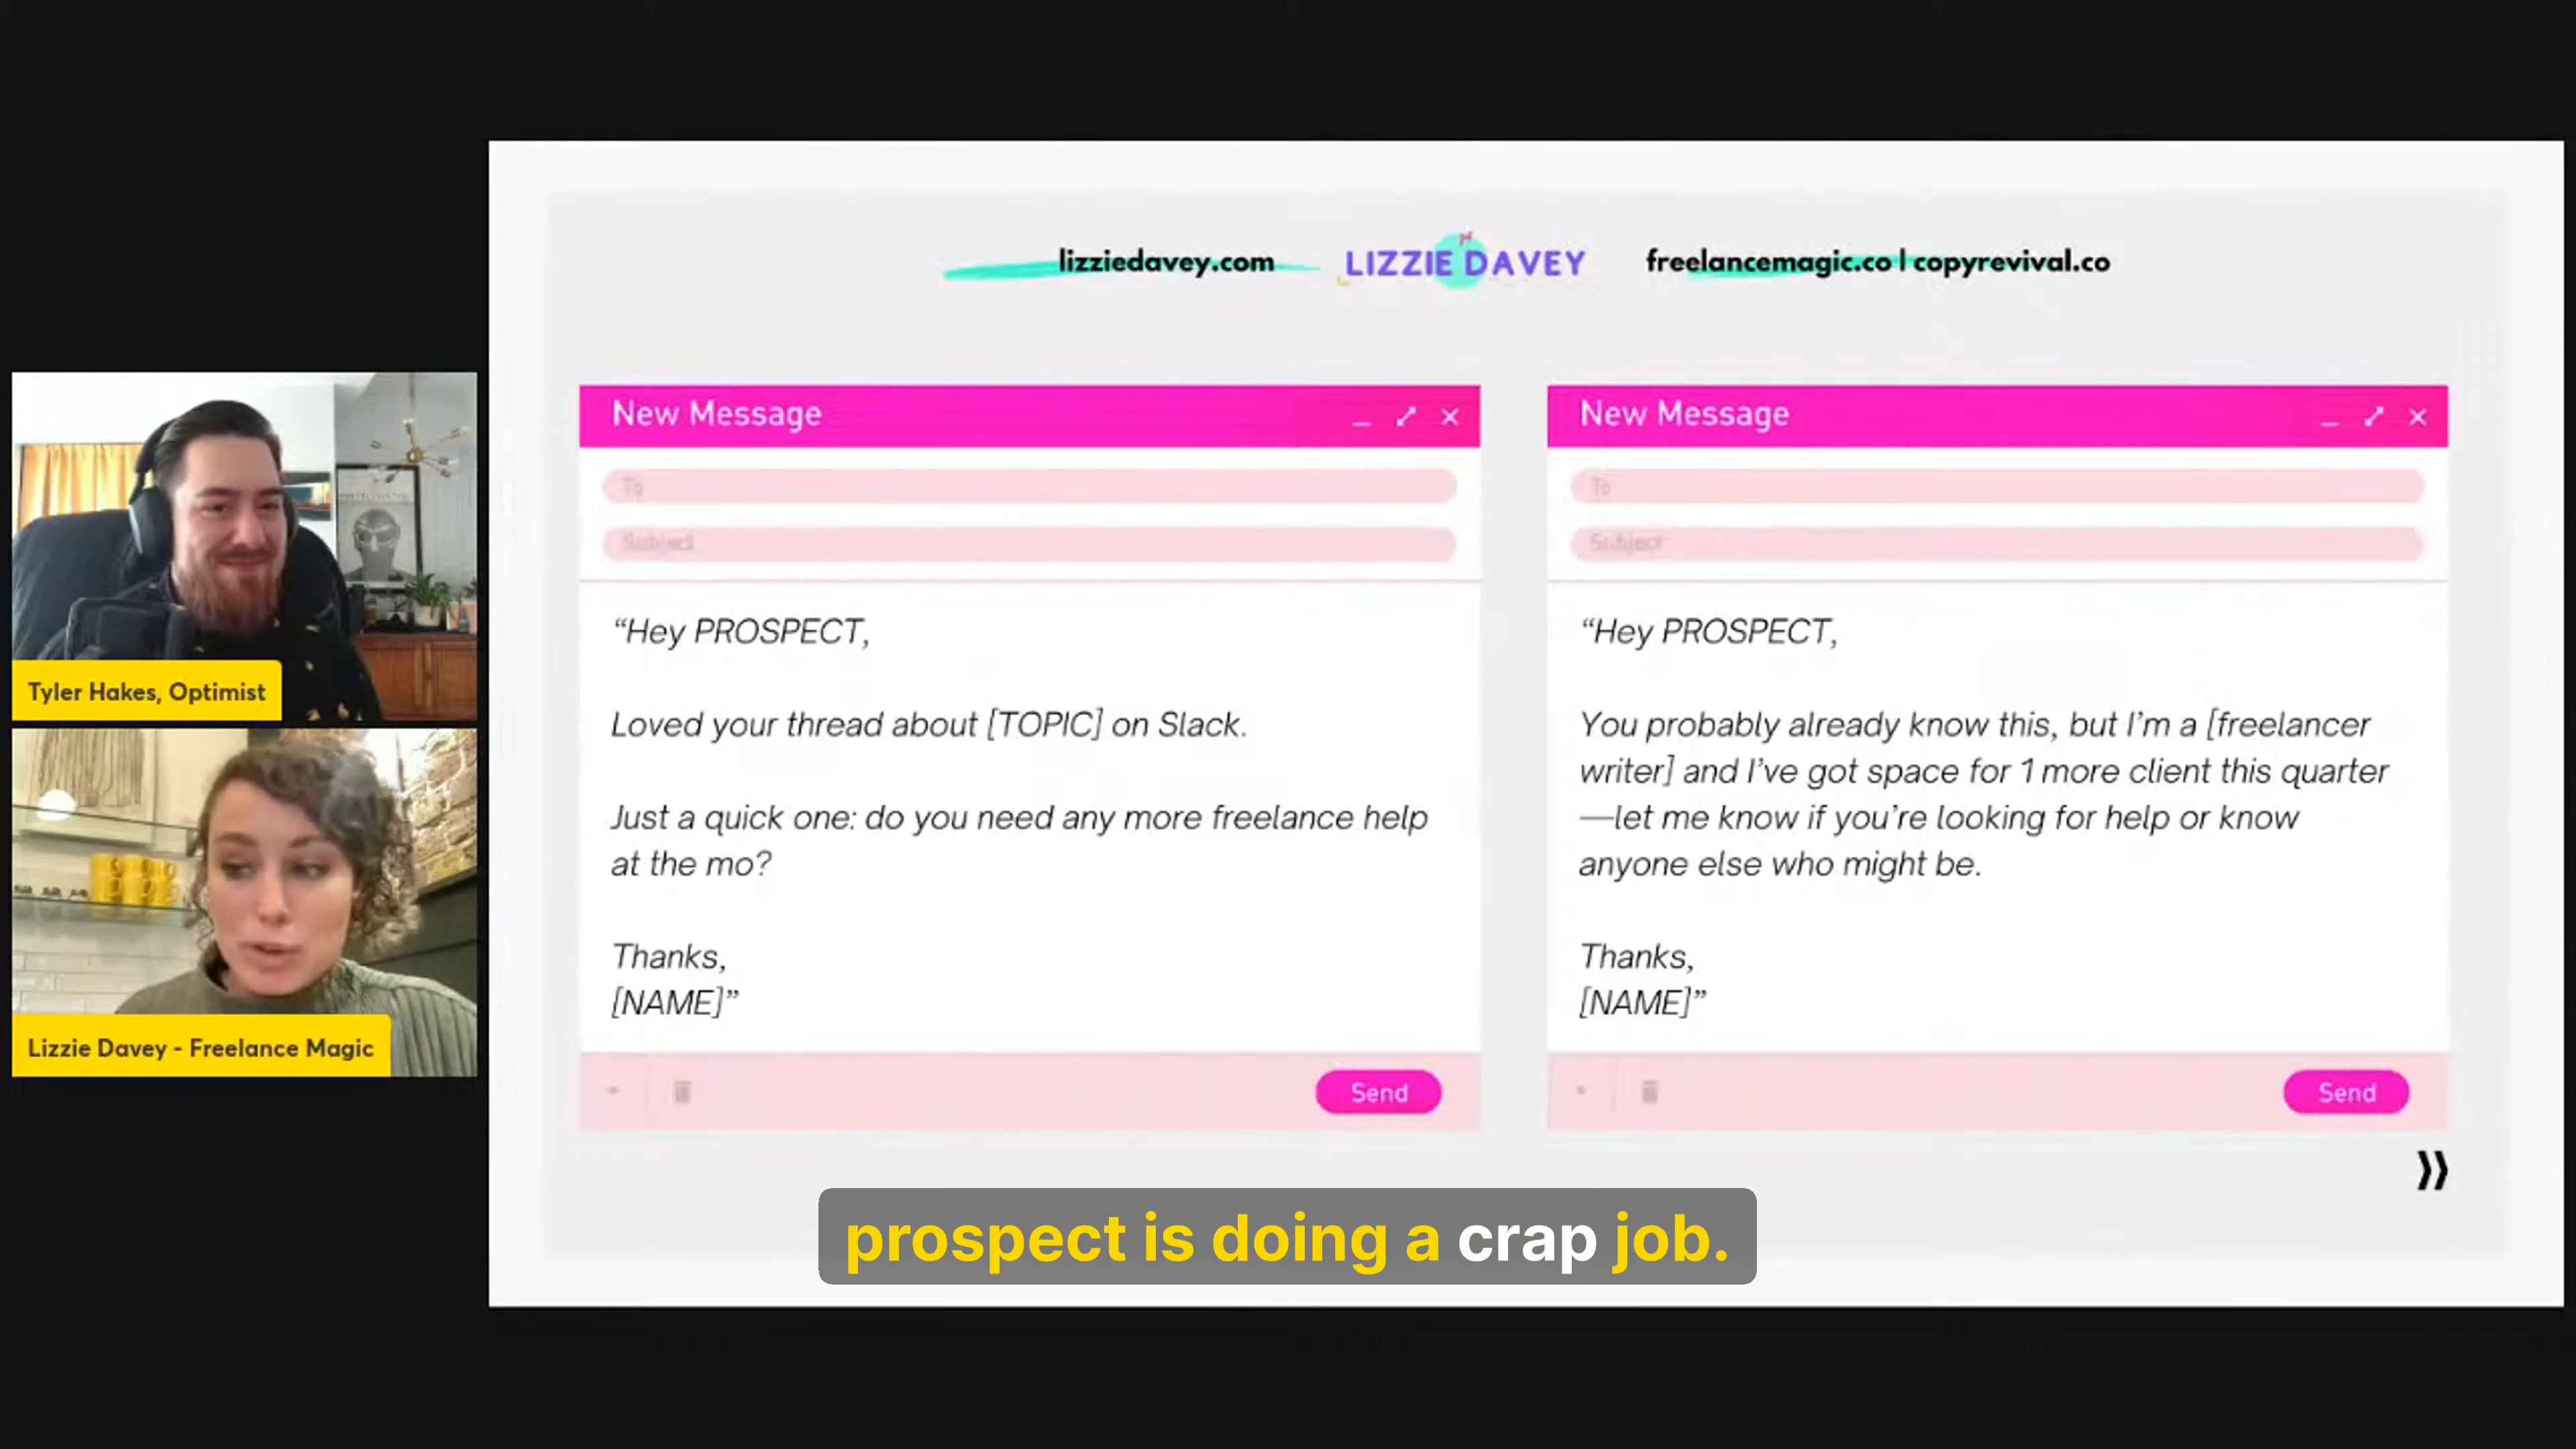 lizziedavey.com
LIZZIE DAVEY
freelancemagic.co | copyrevival.co
New Message
To
Subject
“Hey PROSPECT,
Loved your thread about [TOPIC] on Slack.
Just a quick one: do you need any more freelance help
at the mo?
Thanks,
[NAME]”
Send
New Message
To
Subject
“Hey PROSPECT,
You probably already know this, but I’m a [freelancer
writer] and I’ve got space for 1 more client this quarter
—let me know if you’re looking for help or know
anyone else who might be.
Thanks,
[NAME]”
Send
Tyler Hakes, Optimist
Lizzie Davey - Freelance Magic
prospect is doing a crap job.